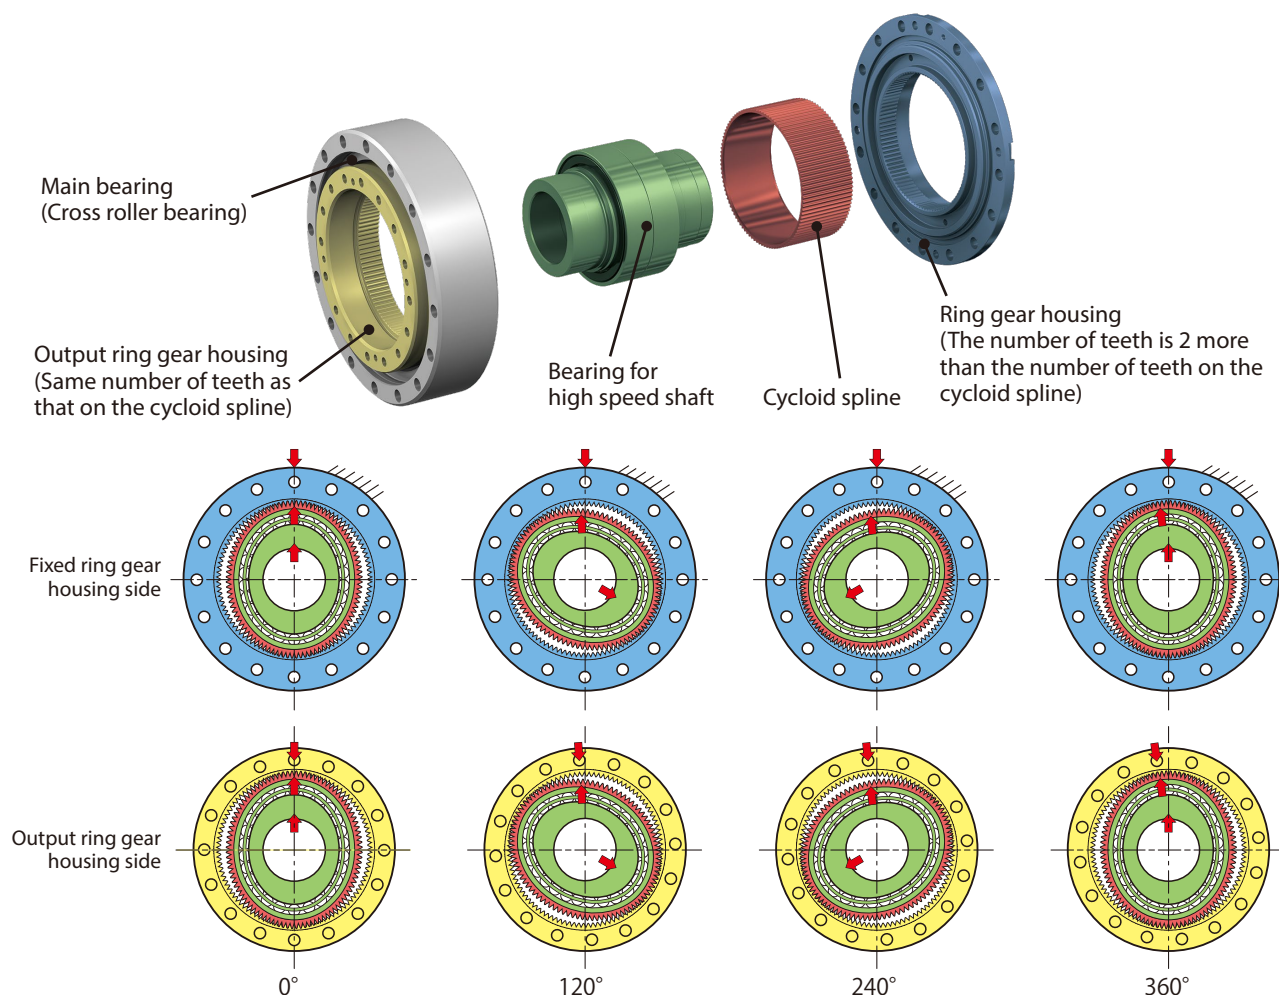 Main bearing
(Cross roller bearing)
Output ring gear housing
(Same number of teeth as
that on the cycloid spline)
Bearing for
high speed shaft
Cycloid spline
Ring gear housing
(The number of teeth is 2 more
than the number of teeth on the
cycloid spline)
Fixed ring gear
housing side
Output ring gear
housing side
0°
120°
240°
360°